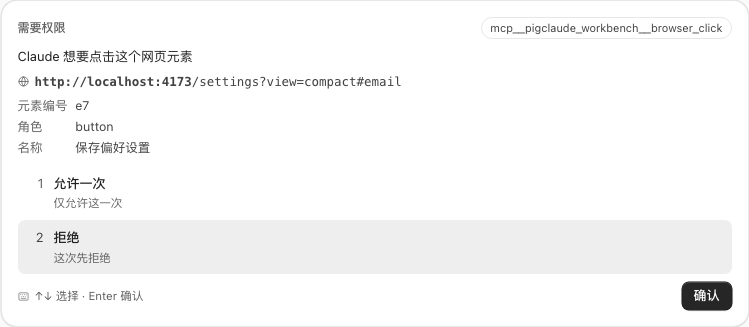 需要权限
mcp__pigclaude_workbench__browser_click
Claude 想要点击这个网页元素
http://localhost:4173/settings?view=compact#email
元素编号 e7
角色 button
名称 保存偏好设置
1 允许一次
仅允许这一次
2 拒绝
这次先拒绝
↑↓ 选择 · Enter 确认
确认